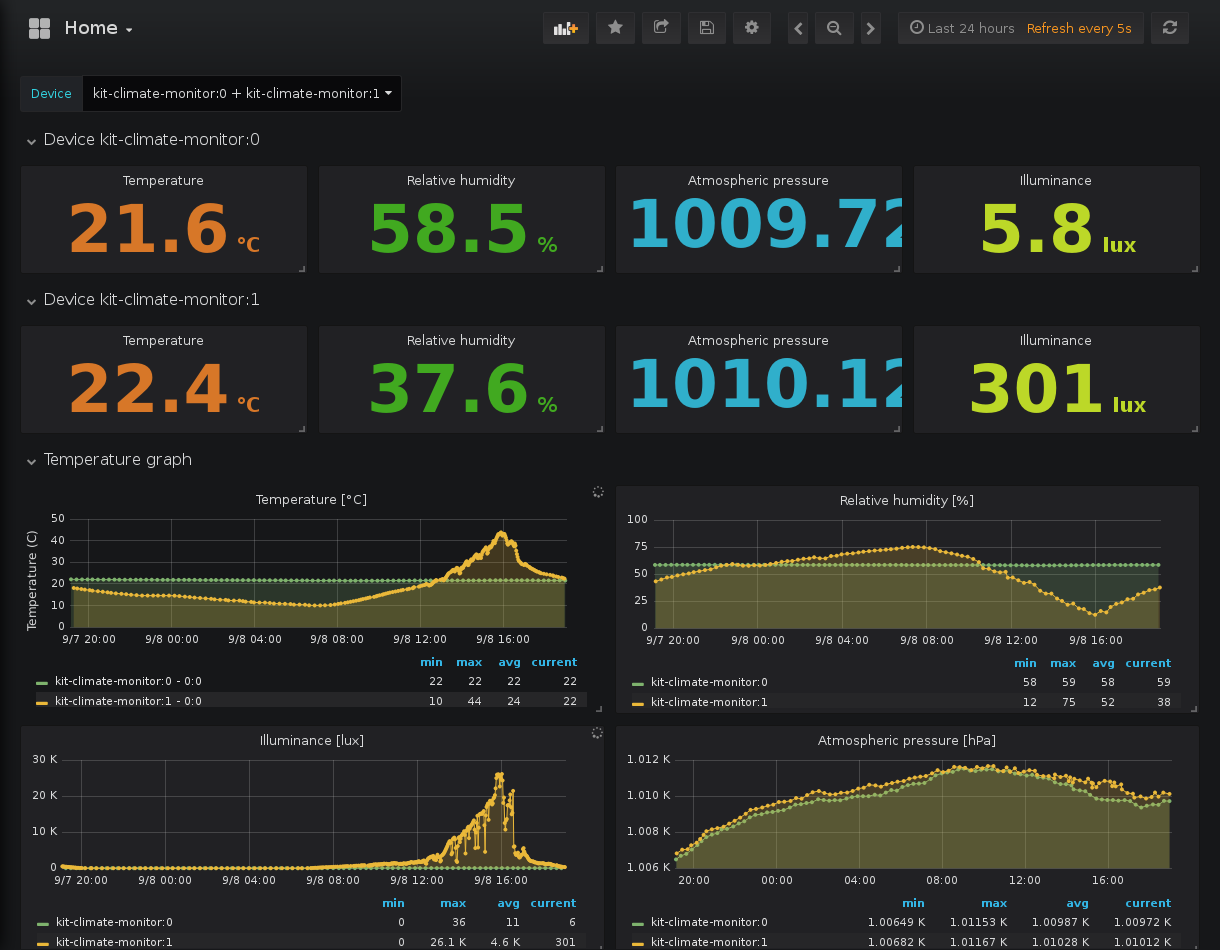 Home
Last 24 hours Refresh every 5s
Device kit-climate-monitor:0 + kit-climate-monitor:1
Device kit-climate-monitor:0
Temperature Relative humidity Atmospheric pressure Illuminance
21.6 °C 58.5 % 1009.72 5.8 lux
Device kit-climate-monitor:1
Temperature Relative humidity Atmospheric pressure Illuminance
22.4 °C 37.6 % 1010.12 301 lux
Temperature graph
Temperature [°C]
Temperature (C)
50
40
30
20
10
0
9/7 20:00 9/8 00:00 9/8 04:00 9/8 08:00 9/8 12:00 9/8 16:00
min max avg current
kit-climate-monitor:0 - 0:0 22 22 22 22
kit-climate-monitor:1 - 0:0 10 44 24 22
Relative humidity [%]
100
75
50
25
0
9/7 20:00 9/8 00:00 9/8 04:00 9/8 08:00 9/8 12:00 9/8 16:00
min max avg current
kit-climate-monitor:0 58 59 58 59
kit-climate-monitor:1 12 75 52 38
Illuminance [lux]
30 K
20 K
10 K
0
9/7 20:00 9/8 00:00 9/8 04:00 9/8 08:00 9/8 12:00 9/8 16:00
min max avg current
kit-climate-monitor:0 0 36 11 6
kit-climate-monitor:1 0 26.1 K 4.6 K 301
Atmospheric pressure [hPa]
1.012 K
1.010 K
1.008 K
1.006 K
20:00 00:00 04:00 08:00 12:00 16:00
min max avg current
kit-climate-monitor:0 1.00649 K 1.01153 K 1.00987 K 1.00972 K
kit-climate-monitor:1 1.00682 K 1.01167 K 1.01028 K 1.01012 K